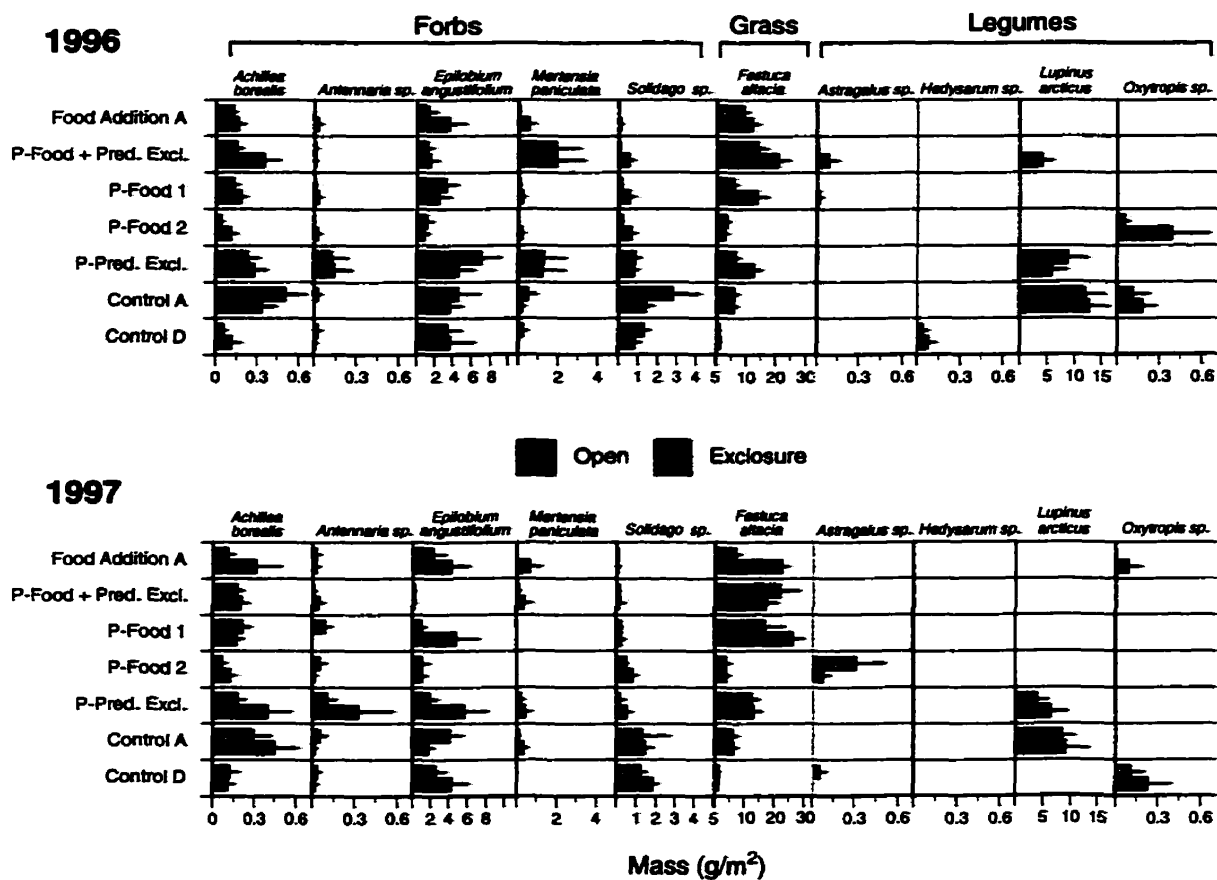 1996
Forbs Grass Legumes
Achillea borealis Antennaria sp. Epilobium angustifolium Mertensia paniculata Solidago sp. Festuca altacia Astragalus sp. Hedysarum sp. Lupinus arcticus Oxytropis sp.
Food Addition A
P-Food + Pred. Excl.
P-Food 1
P-Food 2
P-Pred. Excl.
Control A
Control D
0 0.3 0.6 0.3 0.6 2 4 6 8 2 4 1 2 3 4 5 10 20 30 0.3 0.6 0.3 0.6 5 10 15 0.3 0.6
Open Exclosure
1997
Achillea borealis Antennaria sp. Epilobium angustifolium Mertensia paniculata Solidago sp. Festuca altacia Astragalus sp. Hedysarum sp. Lupinus arcticus Oxytropis sp.
Food Addition A
P-Food + Pred. Excl.
P-Food 1
P-Food 2
P-Pred. Excl.
Control A
Control D
0 0.3 0.6 0.3 0.6 2 4 6 8 2 4 1 2 3 4 5 10 20 30 0.3 0.6 0.3 0.6 5 10 15 0.3 0.6
Mass (g/m²)